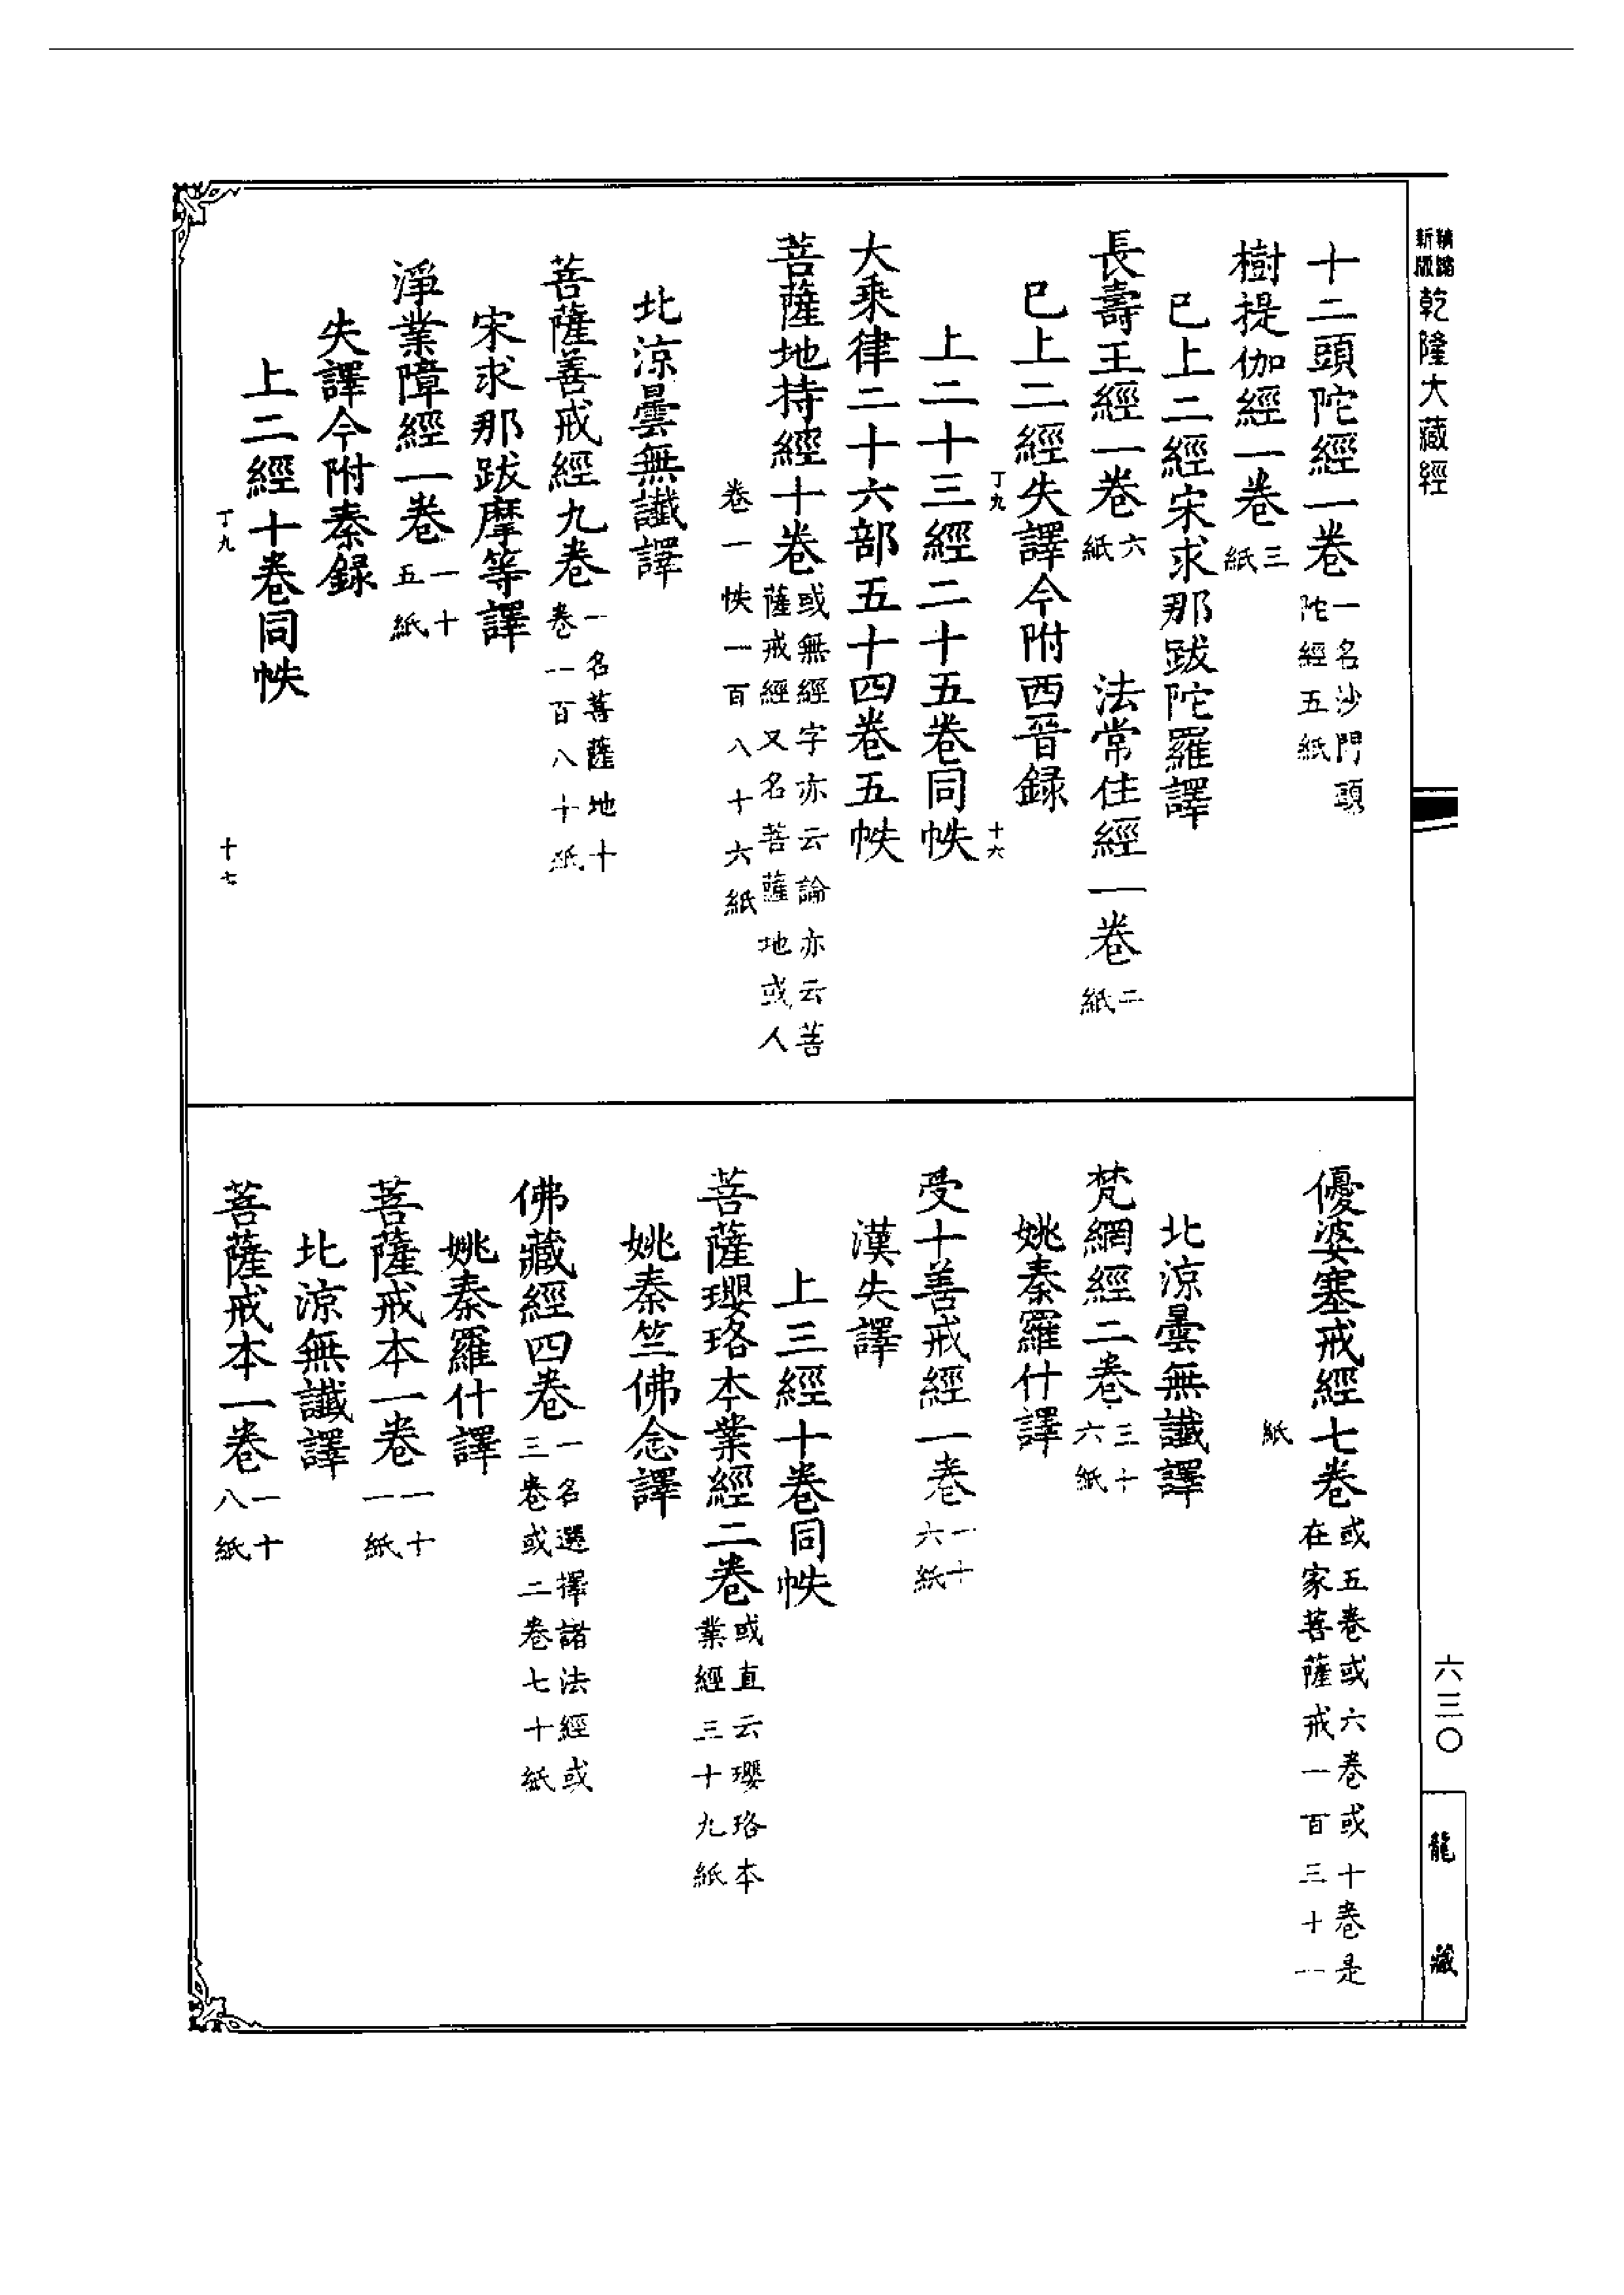 新版精縮乾隆大藏經
十二頭陀經一卷一名沙門頭陀經五紙
樹提伽經一卷三紙
已上二經宋求那跋陀羅譯
長壽王經一卷六紙 法常住經一卷二紙
已上二經失譯今附西晉録
丁九 十六
上二十三經二十五卷同帙
大乘律二十六部五十四卷五帙
菩薩地持經十卷或無經字亦云論亦云菩薩戒經又名菩薩地或人
卷一帙一百八十六紙
北涼曇無讖譯
菩薩善戒經九卷一名菩薩地十卷一百八十紙
宋求那跋摩等譯
淨業障經一卷一十五紙
失譯今附秦録
上二經十卷同帙
丁九 十七
優婆塞戒經七卷或五卷或六卷或十卷是在家菩薩戒一百三十一
紙
北涼曇無讖譯
梵網經二卷三十六紙
姚秦羅什譯
受十善戒經一卷一十六紙
漢失譯
上三經十卷同帙
菩薩瓔珞本業經二卷或直云瓔珞本業經三十九紙
姚秦竺佛念譯
佛藏經四卷一名選擇諸法經或三卷或二卷七十紙
姚秦羅什譯
菩薩戒本一卷一十一紙
北涼無讖譯
菩薩戒本一卷一十八紙
六三〇
龍藏